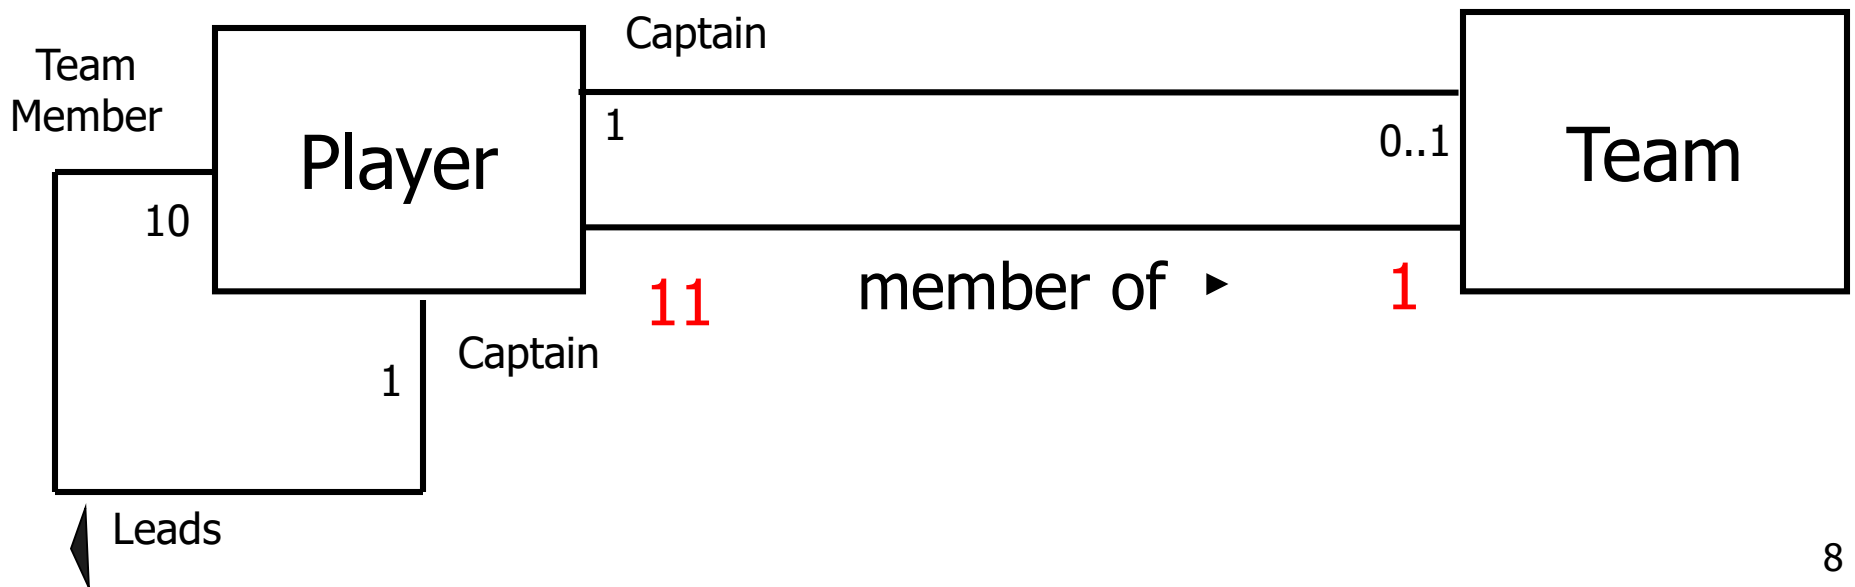 Captain
Team
Member
Player
1
0..1
Team
10
11
member of ►
1
Captain
1
Leads
8